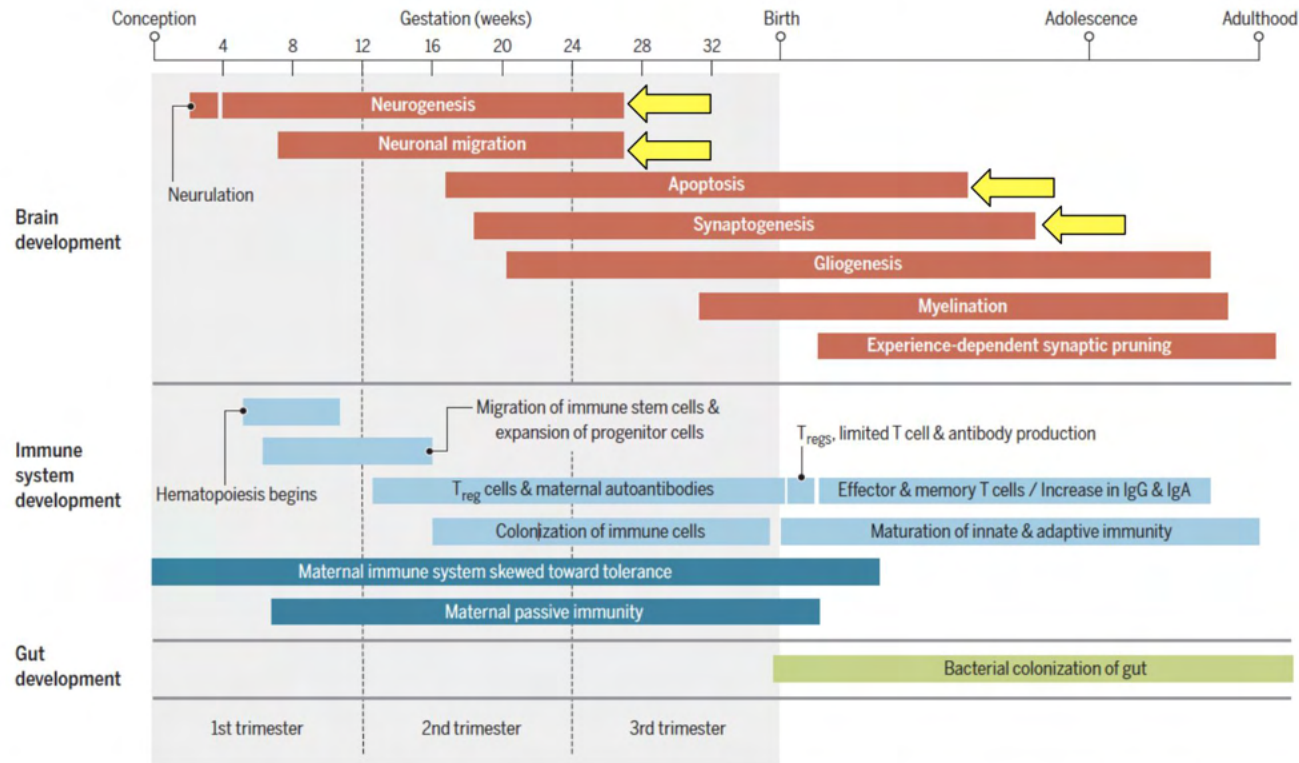 Conception Gestation (weeks) Birth Adolescence Adulthood
4 8 12 16 20 24 28 32
Neurogenesis
Neuronal migration
Neurulation
Apoptosis
Brain
development
Synaptogenesis
Gliogenesis
Myelination
Experience-dependent synaptic pruning
Migration of immune stem cells &
expansion of progenitor cells
Tregs, limited T cell & antibody production
Immune
system
development
Hematopoiesis begins
Treg cells & maternal autoantibodies
Effector & memory T cells / Increase in IgG & IgA
Colonization of immune cells
Maturation of innate & adaptive immunity
Maternal immune system skewed toward tolerance
Maternal passive immunity
Gut
development
Bacterial colonization of gut
1st trimester 2nd trimester 3rd trimester